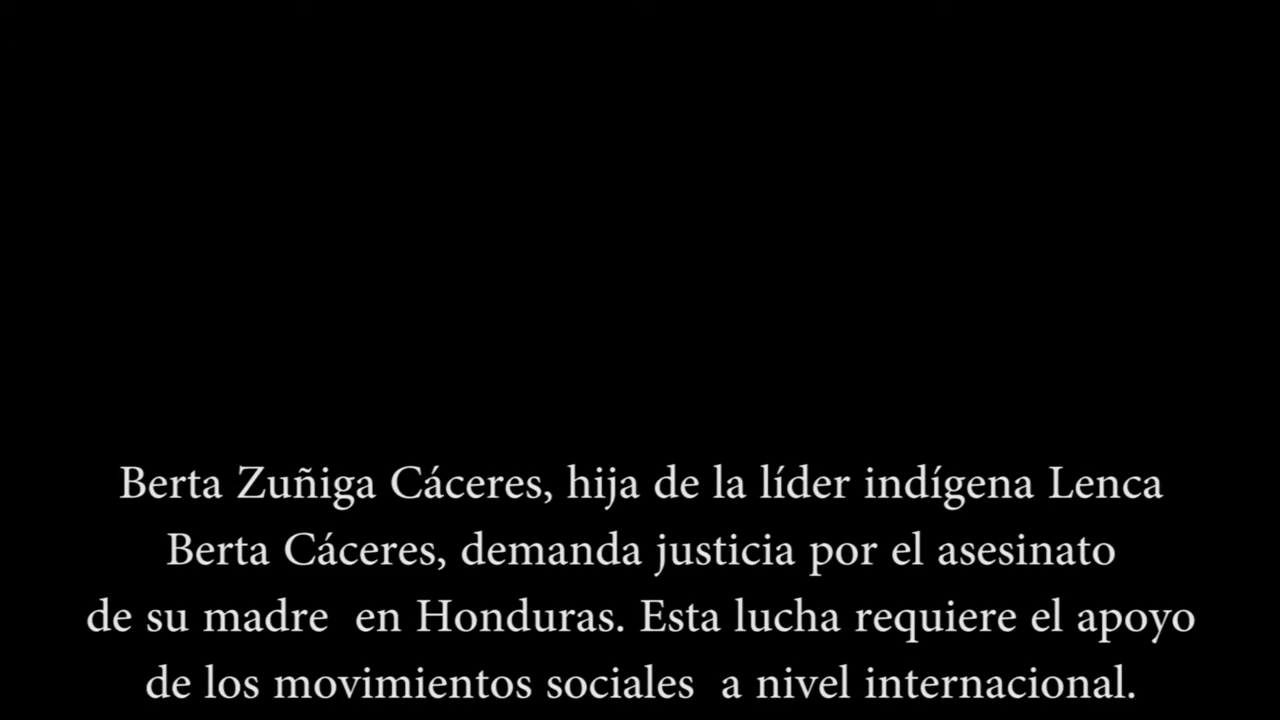 Berta Zuñiga Cáceres, hija de la líder indígena Lenca
Berta Cáceres, demanda justicia por el asesinato
de su madre  en Honduras. Esta lucha requiere el apoyo
de los movimientos sociales  a nivel internacional.